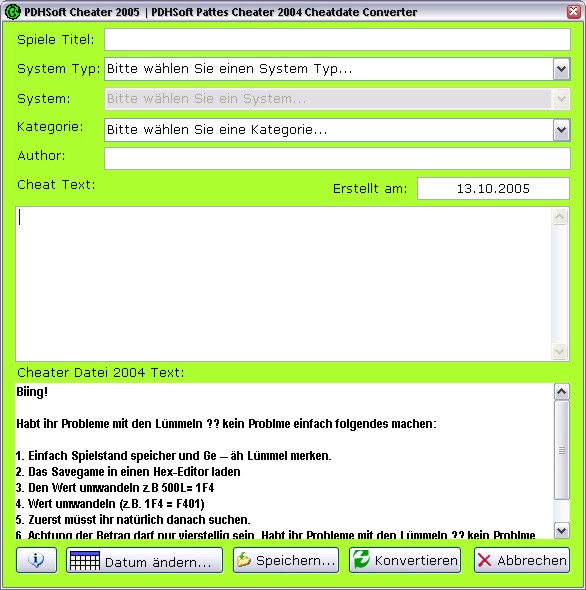 PDHSoft Cheater 2005 | PDHSoft Pattes Cheater 2004 Cheatdate Converter
Spiele Titel:
System Typ: Bitte wählen Sie einen System Typ...
System: Bitte wählen Sie ein System...
Kategorie: Bitte wählen Sie eine Kategorie...
Author:
Cheat Text: Erstellt am: 13.10.2005
Cheater Datei 2004 Text:
Biing!
Habt ihr Probleme mit den Lümmeln ?? kein Problme einfach folgendes machen:
1. Einfach Spielstand speicher und Ge -- äh Lümmel merken.
2. Das Savegame in einen Hex-Editor laden
3. Den Wert umwandeln z.B 500L= 1F4
4. Wert umwandeln (z.B. 1F4 = F401)
5. Zuerst müsst ihr natürlich danach suchen.
6. Achtung der Betrag darf nur vierstellig sein. Habt ihr Probleme mit den Lümmeln ?? kein Problme
Datum ändern... Speichern... Konvertieren Abbrechen